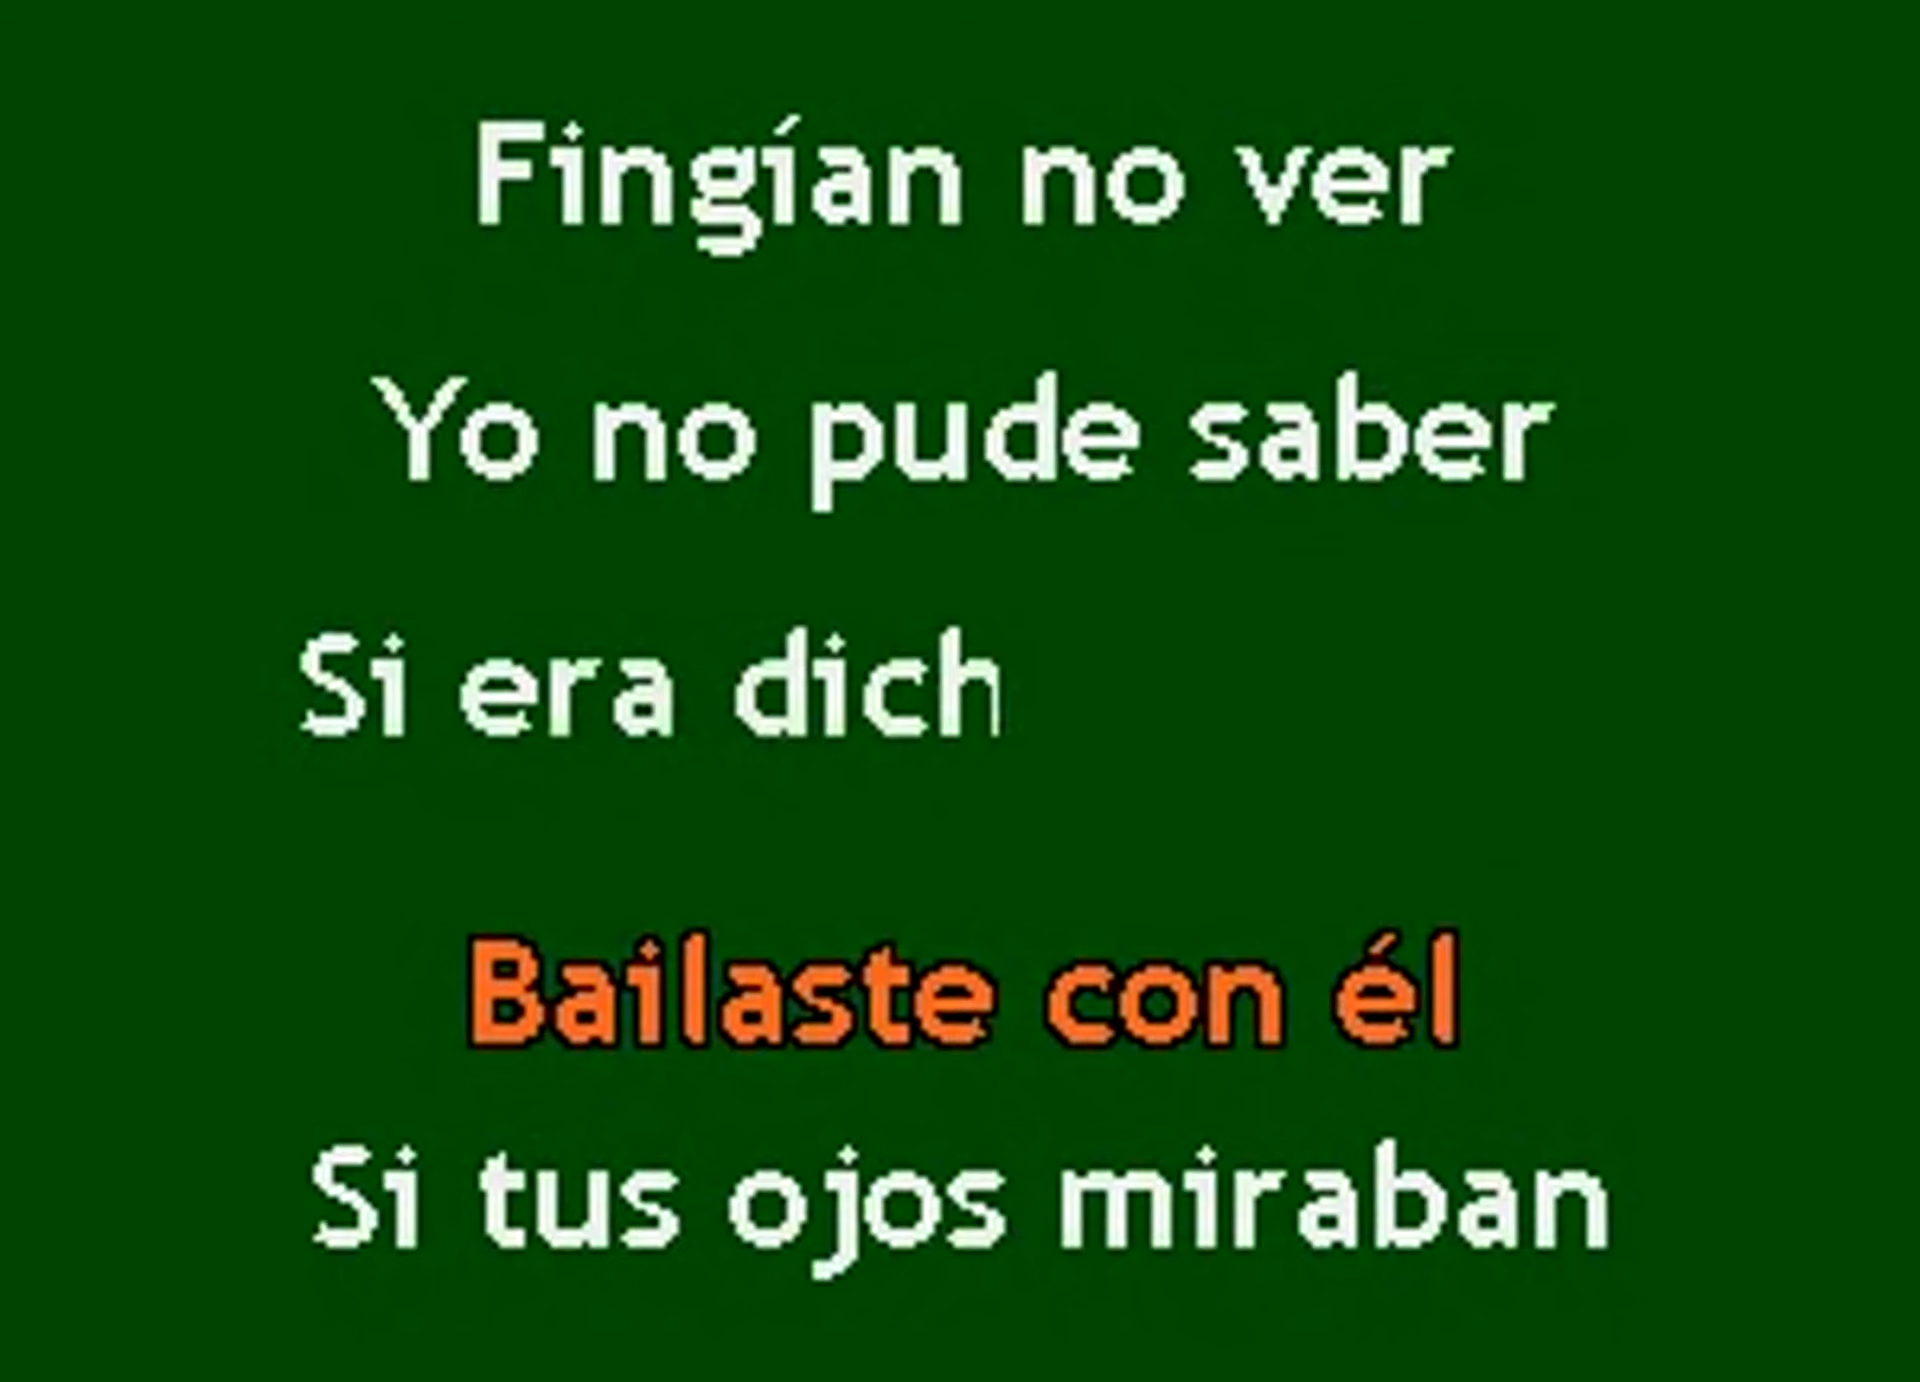 Fingían no ver
Yo no pude saber
Si era dich
Bailaste con él
Si tus ojos miraban